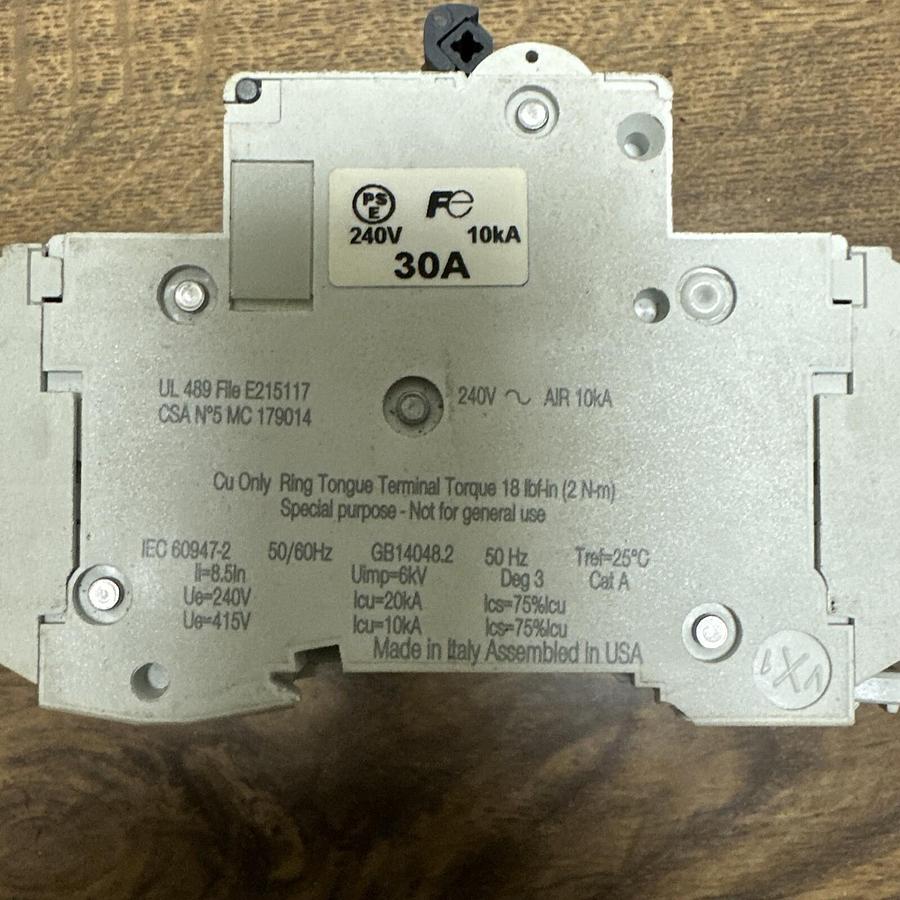 PS E Fe
240V 10kA
30A
UL 489 File E215117
CSA N°5 MC 179014
240V ~ AIR 10kA
Cu Only Ring Tongue Terminal Torque 18 lbf-in (2 N·m)
Special purpose - Not for general use
IEC 60947-2 50/60Hz GB14048.2 50 Hz Tref=25°C
Ii=8.5In Uimp=6kV Deg 3 Cat A
Ue=240V Icu=20kA Ics=75%Icu
Ue=415V Icu=10kA Ics=75%Icu
Made in Italy Assembled in USA